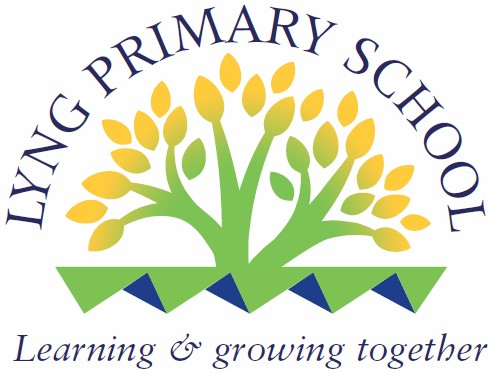 LYNG PRIMARY SCHOOL
Learning & growing together